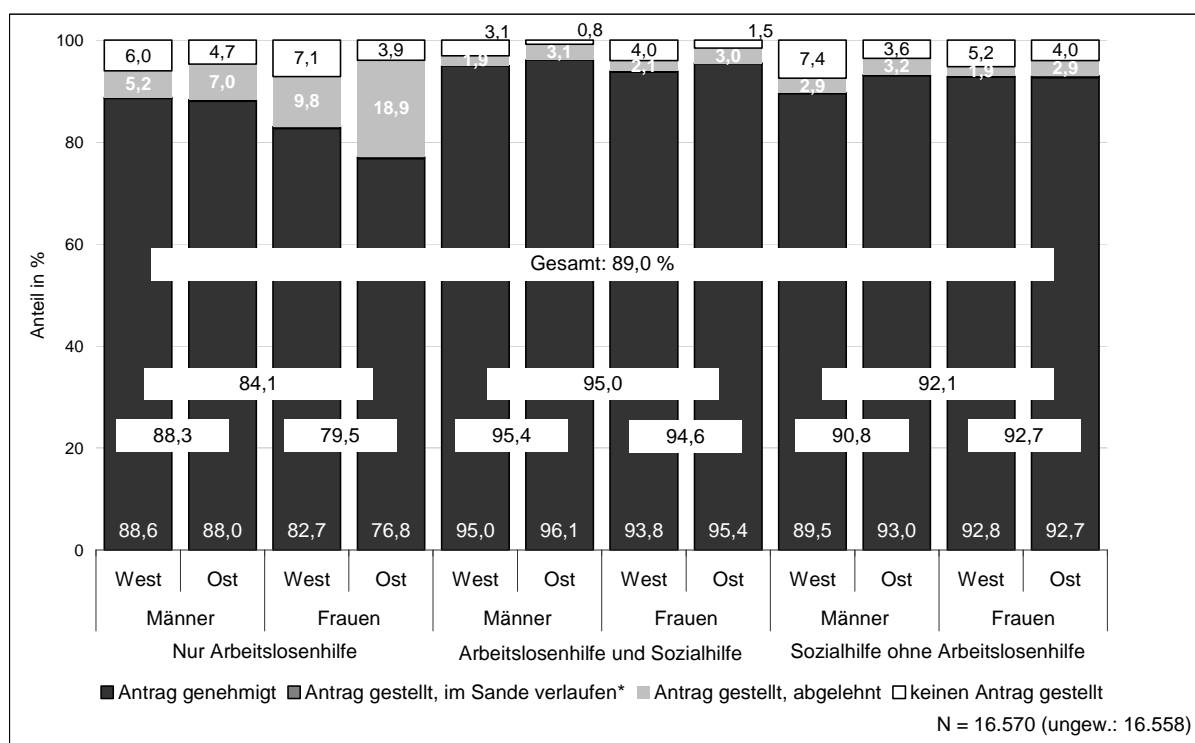 3,1 0,8 1,5
100
6,0 4,7 7,1 3,9 4,0 7,4 3,6 5,2 4,0
5,2 7,0 9,8 18,9 1,9 3,1 2,1 3,0 2,9 3,2 1,9 2,9
80
60
Gesamt: 89,0 %
Anteil in %
40
84,1 95,0 92,1
88,3 79,5 95,4 94,6 90,8 92,7
20
88,6 88,0 82,7 76,8 95,0 96,1 93,8 95,4 89,5 93,0 92,8 92,7
0
West Ost West Ost West Ost West Ost West Ost West Ost
Männer Frauen Männer Frauen Männer Frauen
Nur Arbeitslosenhilfe Arbeitslosenhilfe und Sozialhilfe Sozialhilfe ohne Arbeitslosenhilfe
Antrag genehmigt Antrag gestellt, im Sande verlaufen* Antrag gestellt, abgelehnt keinen Antrag gestellt
N = 16.570 (ungew.: 16.558)